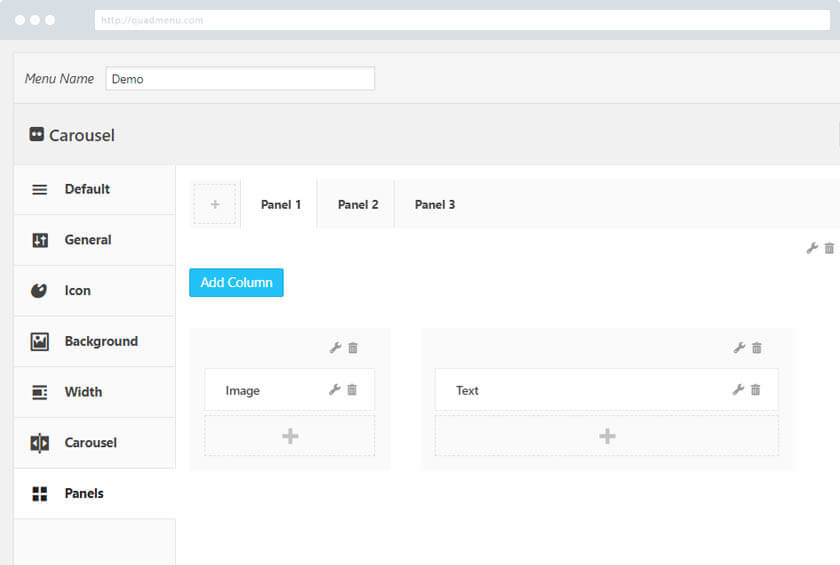 http://quadmenu.com
Menu Name Demo
Carousel
Default
General
Icon
Background
Width
Carousel
Panels
+ Panel 1 Panel 2 Panel 3
Add Column
Image
Text